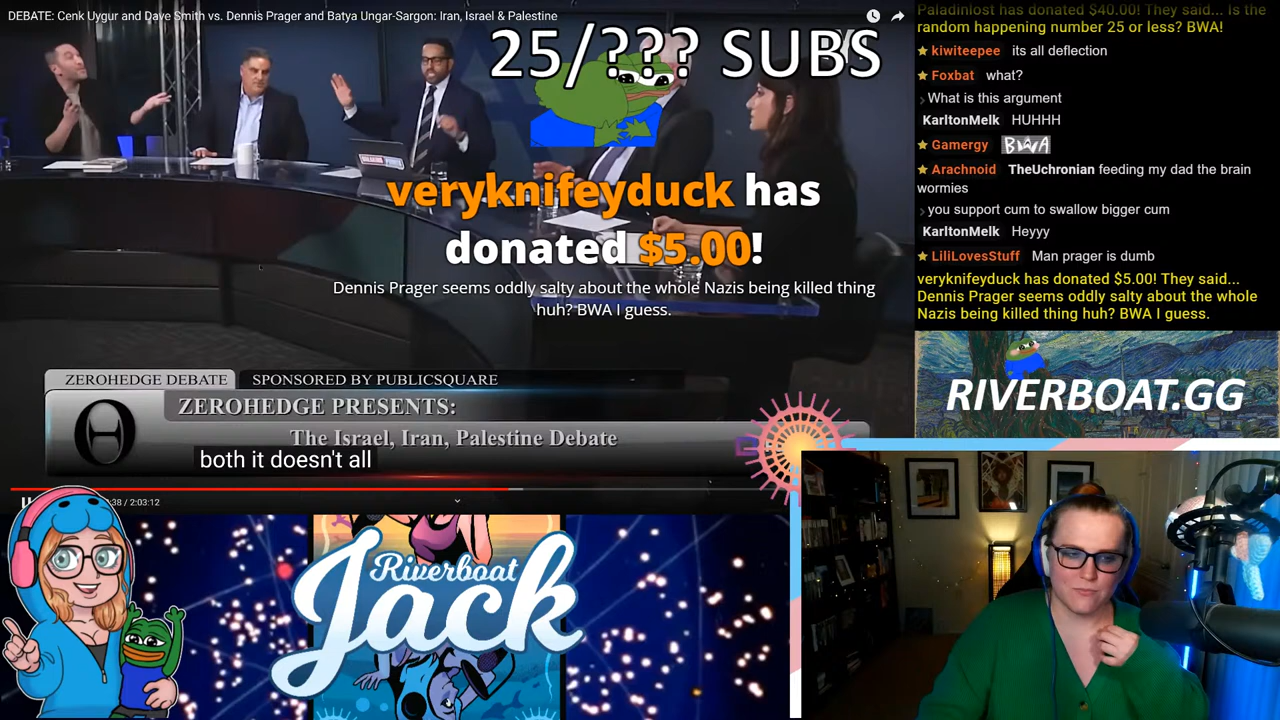 DEBATE: Cenk Uygur and Dave Smith vs. Dennis Prager and Batya Ungar-Sargon: Iran, Israel & Palestine
25/??? SUBS
veryknifeyduck has
donated $5.00!
Dennis Prager seems oddly salty about the whole Nazis being killed thing
huh? BWA I guess.
ZEROHEDGE DEBATE
SPONSORED BY PUBLICSQUARE
ZEROHEDGE PRESENTS:
The Israel, Iran, Palestine Debate
both it doesn't all
:38 / 2:03:12
Paladinlost has donated $40.00! They said... Is the
random happening number 25 or less? BWA!
kiwiteepee its all deflection
Foxbat what?
What is this argument
KarltonMelk HUHHH
Gamergy BWA
Arachnoid TheUchronian feeding my dad the brain
wormies
you support cum to swallow bigger cum
KarltonMelk Heyyy
LiliLovesStuff Man prager is dumb
veryknifeyduck has donated $5.00! They said...
Dennis Prager seems oddly salty about the whole
Nazis being killed thing huh? BWA I guess.
RIVERBOAT.GG
Riverboat
Jack